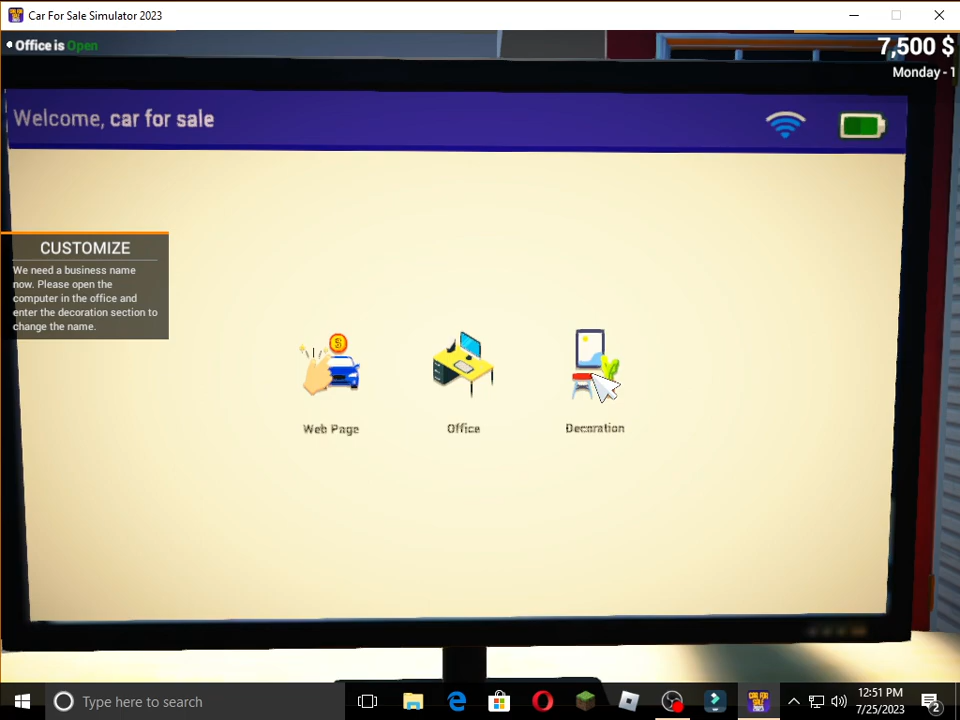 Car For Sale Simulator 2023
Office is Open
7,500 $
Monday - 1
Welcome, car for sale
CUSTOMIZE
We need a business name
now. Please open the
computer in the office and
enter the decoration section to
change the name.
Web Page
Office
Decoration
Type here to search
12:51 PM
7/25/2023
2